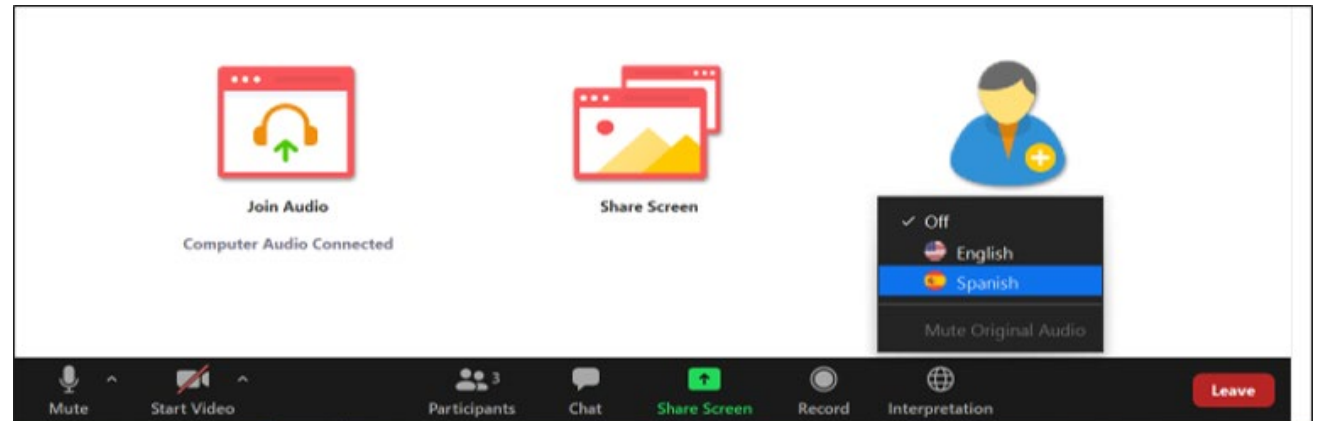 Join Audio
Computer Audio Connected
Share Screen
Off
English
Spanish
Mute Original Audio
Mute
Start Video
3
Participants
Chat
Share Screen
Record
Interpretation
Leave